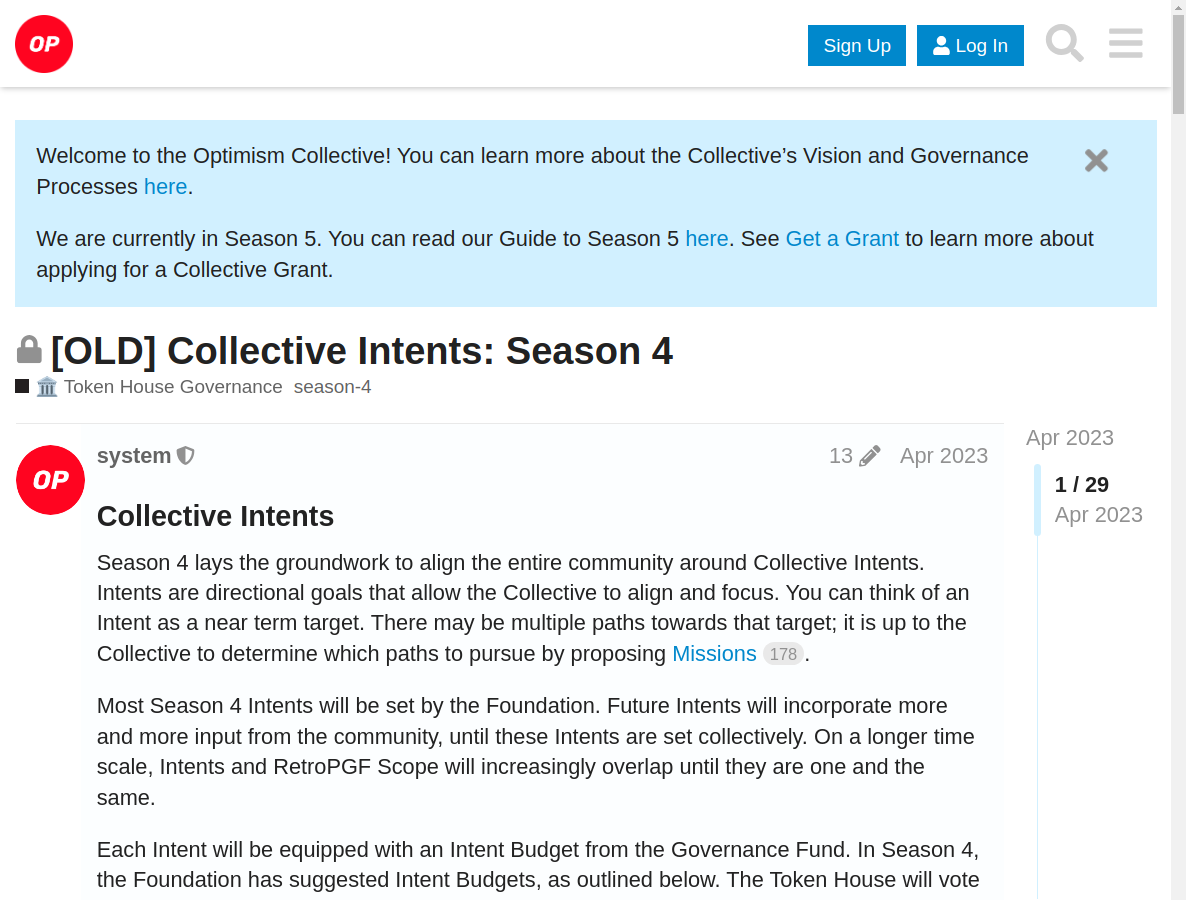 OP
Sign Up
Log In
Welcome to the Optimism Collective! You can learn more about the Collective’s Vision and Governance
Processes here.
We are currently in Season 5. You can read our Guide to Season 5 here. See Get a Grant to learn more about
applying for a Collective Grant.
[OLD] Collective Intents: Season 4
Token House Governance season-4
OP
system
13
Apr 2023
Apr 2023
1 / 29
Apr 2023
Collective Intents
Season 4 lays the groundwork to align the entire community around Collective Intents.
Intents are directional goals that allow the Collective to align and focus. You can think of an
Intent as a near term target. There may be multiple paths towards that target; it is up to the
Collective to determine which paths to pursue by proposing Missions 178.
Most Season 4 Intents will be set by the Foundation. Future Intents will incorporate more
and more input from the community, until these Intents are set collectively. On a longer time
scale, Intents and RetroPGF Scope will increasingly overlap until they are one and the
same.
Each Intent will be equipped with an Intent Budget from the Governance Fund. In Season 4,
the Foundation has suggested Intent Budgets, as outlined below. The Token House will vote